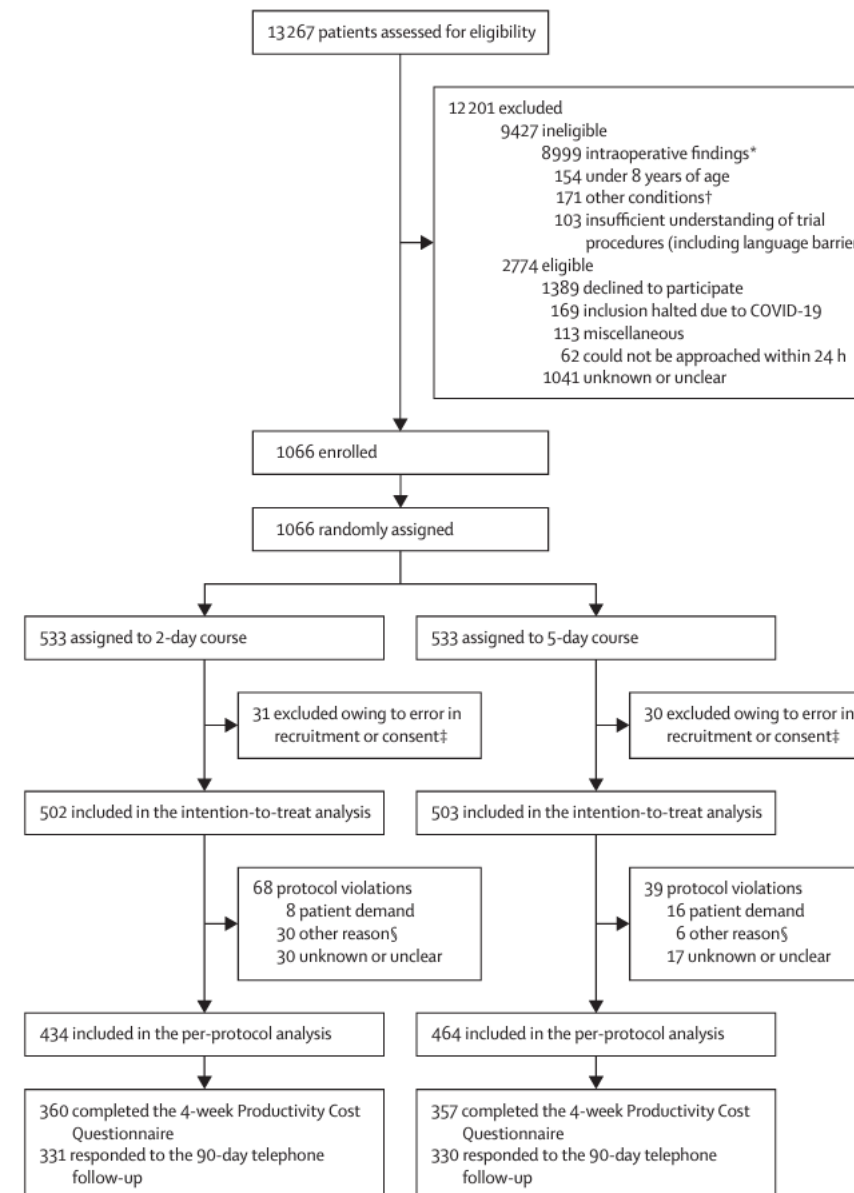 13 267 patients assessed for eligibility
12 201 excluded
9427 ineligible
8999 intraoperative findings*
154 under 8 years of age
171 other conditions†
103 insufficient understanding of trial
procedures (including language barrie
2774 eligible
1389 declined to participate
169 inclusion halted due to COVID-19
113 miscellaneous
62 could not be approached within 24 h
1041 unknown or unclear
1066 enrolled
1066 randomly assigned
533 assigned to 2-day course
533 assigned to 5-day course
31 excluded owing to error in
recruitment or consent‡
30 excluded owing to error in
recruitment or consent‡
502 included in the intention-to-treat analysis
503 included in the intention-to-treat analysis
68 protocol violations
8 patient demand
30 other reason§
30 unknown or unclear
39 protocol violations
16 patient demand
6 other reason§
17 unknown or unclear
434 included in the per-protocol analysis
464 included in the per-protocol analysis
360 completed the 4-week Productivity Cost
Questionnaire
331 responded to the 90-day telephone
follow-up
357 completed the 4-week Productivity Cost
Questionnaire
330 responded to the 90-day telephone
follow-up